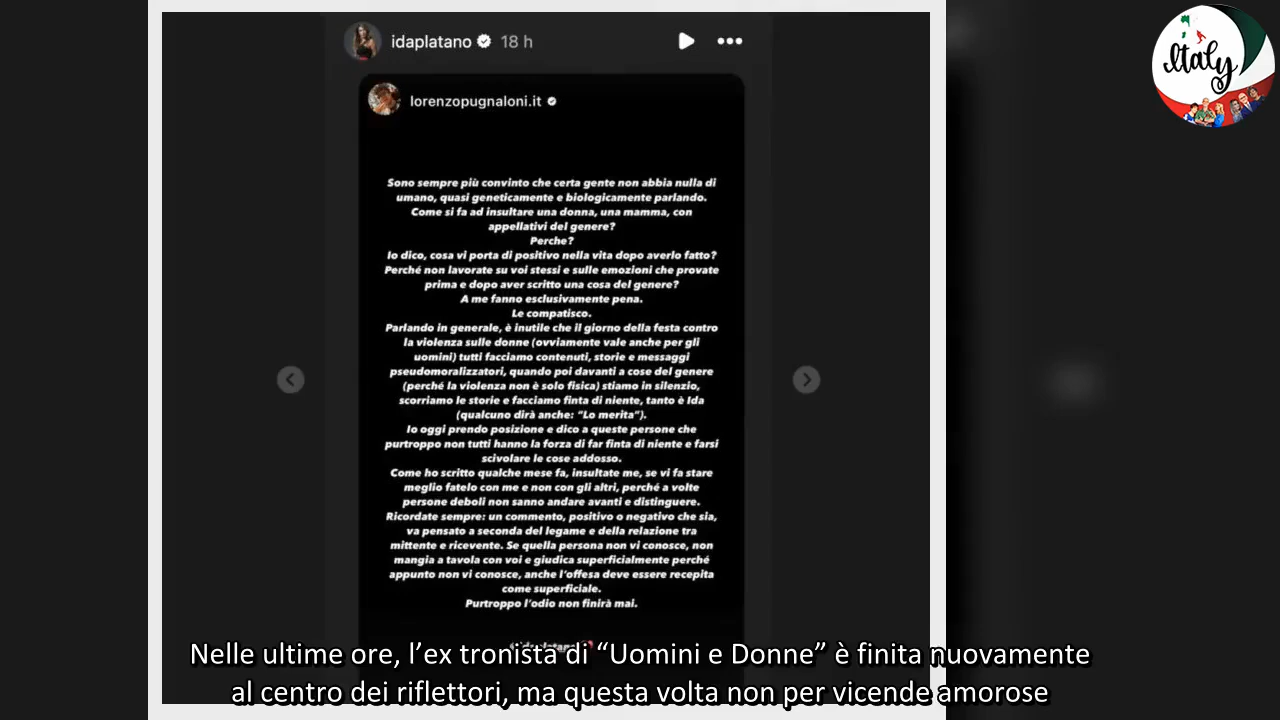 idaplatano 18 h
Italy
lorenzopugnaloni.it
Sono sempre più convinto che certa gente non abbia nulla di
umano, quasi geneticamente e biologicamente parlando.
Come si fa ad insultare una donna, una mamma, con
appellativi del genere?
Perche?
Io dico, cosa vi porta di positivo nella vita dopo averlo fatto?
Perché non lavorate su voi stessi e sulle emozioni che provate
prima e dopo aver scritto una cosa del genere?
A me fanno esclusivamente pena.
Le compatisco.
Parlando in generale, è inutile che il giorno della festa contro
la violenza sulle donne (ovviamente vale anche per gli
uomini) tutti facciamo contenuti, storie e messaggi
pseudomoralizzatori, quando poi davanti a cose del genere
(perché la violenza non è solo fisica) stiamo in silenzio,
scorriamo le storie e facciamo finta di niente, tanto è Ida
(qualcuno dirà anche: "Lo merita").
Io oggi prendo posizione e dico a queste persone che
purtroppo non tutti hanno la forza di far finta di niente e farsi
scivolare le cose addosso.
Come ho scritto qualche mese fa, insultate me, se vi fa stare
meglio fatelo con me e non con gli altri, perché a volte
persone deboli non sanno andare avanti e distinguere.
Ricordate sempre: un commento, positivo o negativo che sia,
va pensato a seconda del legame e della relazione tra
mittente e ricevente. Se quella persona non vi conosce, non
mangia a tavola con voi e giudica superficialmente perché
appunto non vi conosce, anche l'offesa deve essere recepita
come superficiale.
Purtroppo l'odio non finirà mai.
Nelle ultime ore, l'ex tronista di “Uomini e Donne” è finita nuovamente
al centro dei riflettori, ma questa volta non per vicende amorose